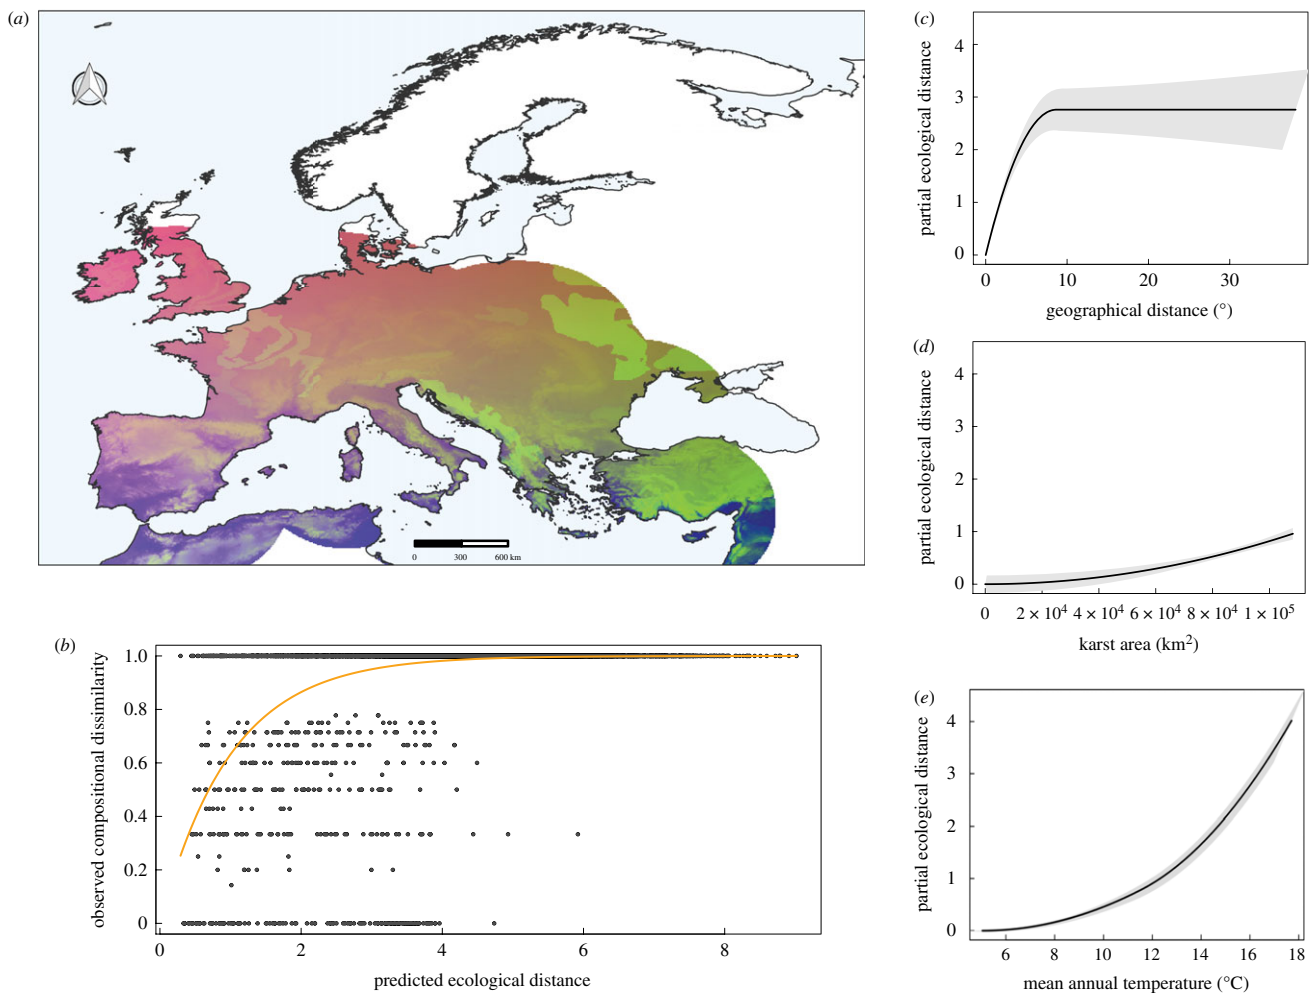 (a)
0 300 600 km
(b)
observed compositional dissimilarity
1.0
0.8
0.6
0.4
0.2
0
0 2 4 6 8
predicted ecological distance
(c)
partial ecological distance
4
3
2
1
0
0 10 20 30
geographical distance (°)
(d)
partial ecological distance
4
3
2
1
0
0 2 × 10⁴ 4 × 10⁴ 6 × 10⁴ 8 × 10⁴ 1 × 10⁵
karst area (km²)
(e)
partial ecological distance
4
3
2
1
0
6 8 10 12 14 16 18
mean annual temperature (°C)